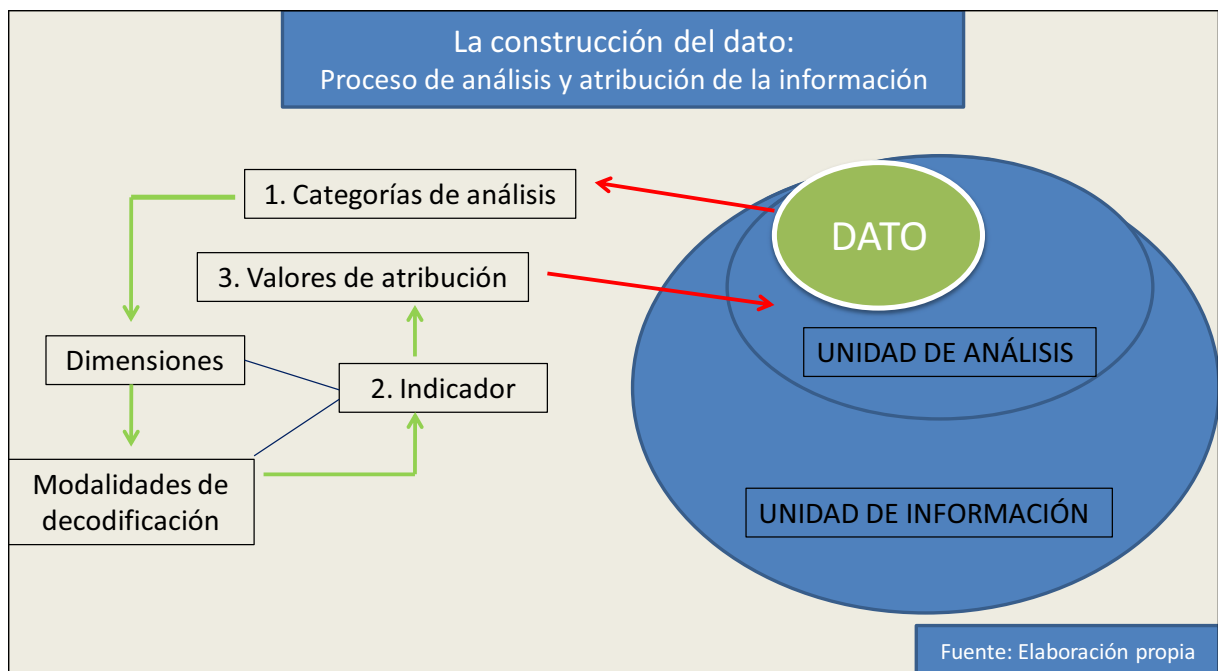 La construcción del dato:
Proceso de análisis y atribución de la información
1. Categorías de análisis
DATO
3. Valores de atribución
Dimensiones
UNIDAD DE ANÁLISIS
2. Indicador
Modalidades de
decodificación
UNIDAD DE INFORMACIÓN
Fuente: Elaboración propia